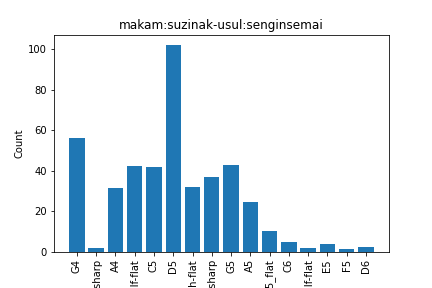 makam:suzinak-usul:senginsemai
100
80
60
40
20
0
Count
G4
sharp
A4
lf-flat
C5
D5
h-flat
sharp
G5
A5
5_flat
C6
lf-flat
E5
F5
D6